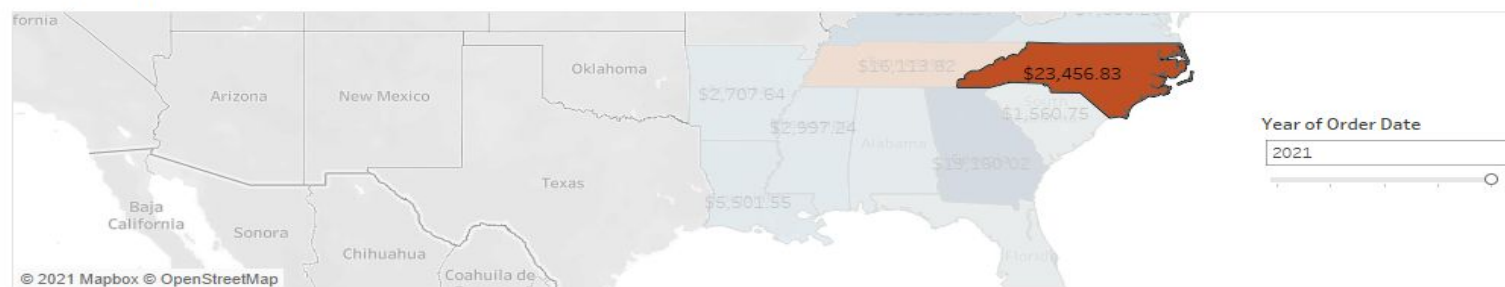 fornia
Oklahoma
$16,113.82
$23,456.83
Arizona
New Mexico
$2,707.64
South
$1,560.75
$2,997.24
Alabama
Year of Order Date
2021
$19,160.02
Texas
Baja
California
$5,501.55
Sonora
Chihuahua
Florida
Coahuila de
© 2021 Mapbox © OpenStreetMap